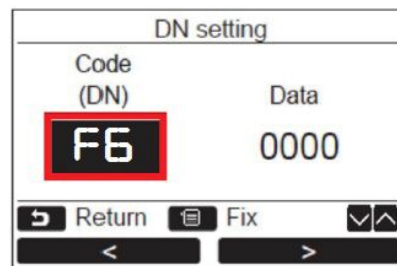 DN setting
Code
(DN)
Data
F6
0000
Return
Fix
<
>